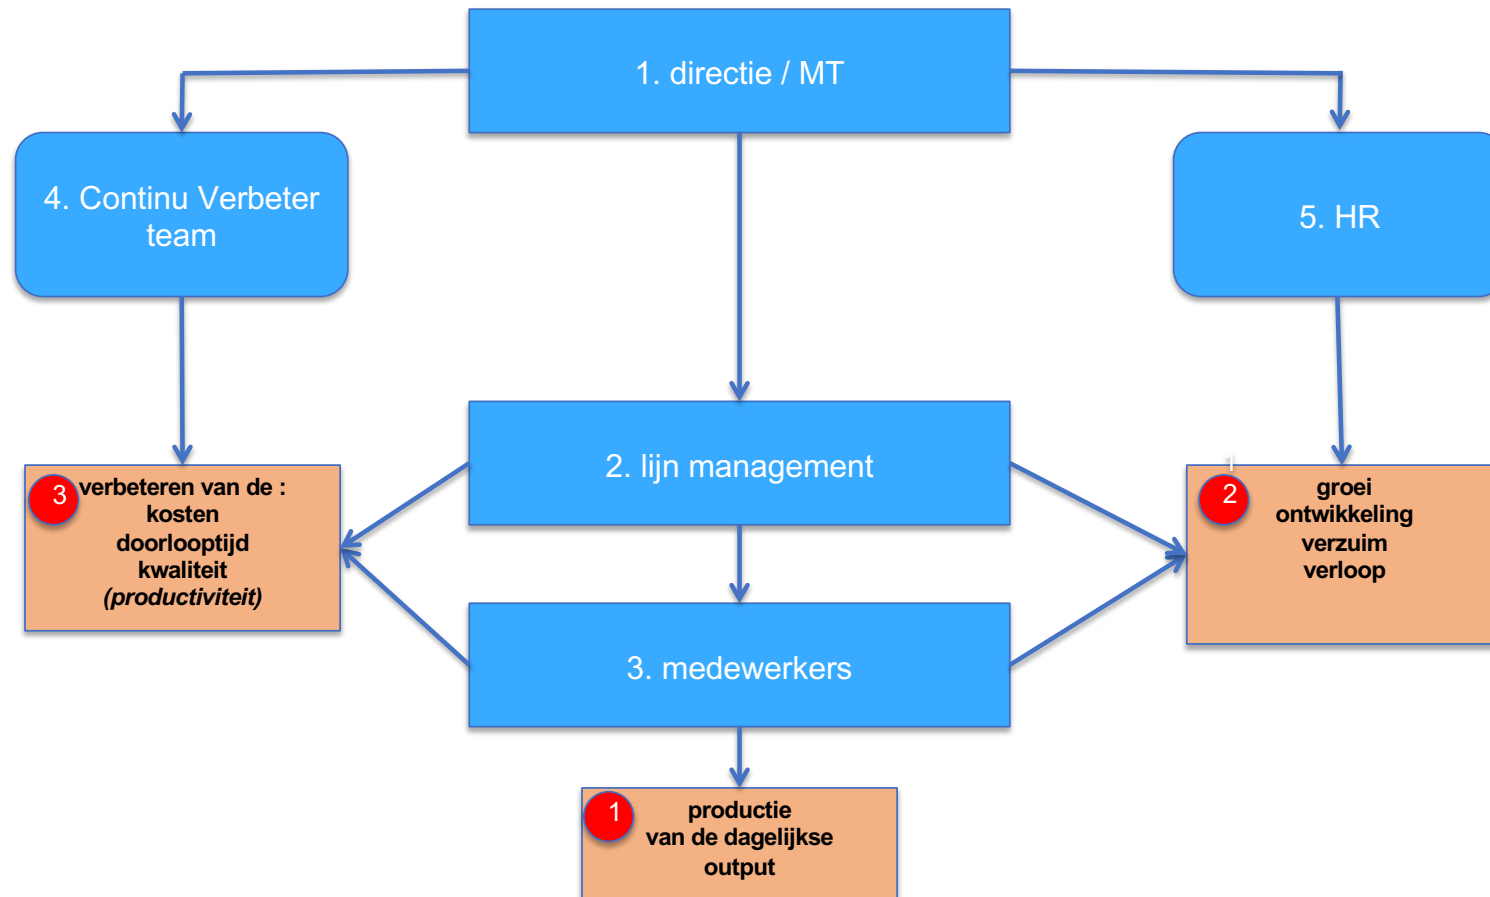 1. directie / MT
4. Continu Verbeter
team
5. HR
2. lijn management
3
verbeteren van de :
kosten
doorlooptijd
kwaliteit
(productiviteit)
1
2
groei
ontwikkeling
verzuim
verloop
3. medewerkers
1
productie
van de dagelijkse
output